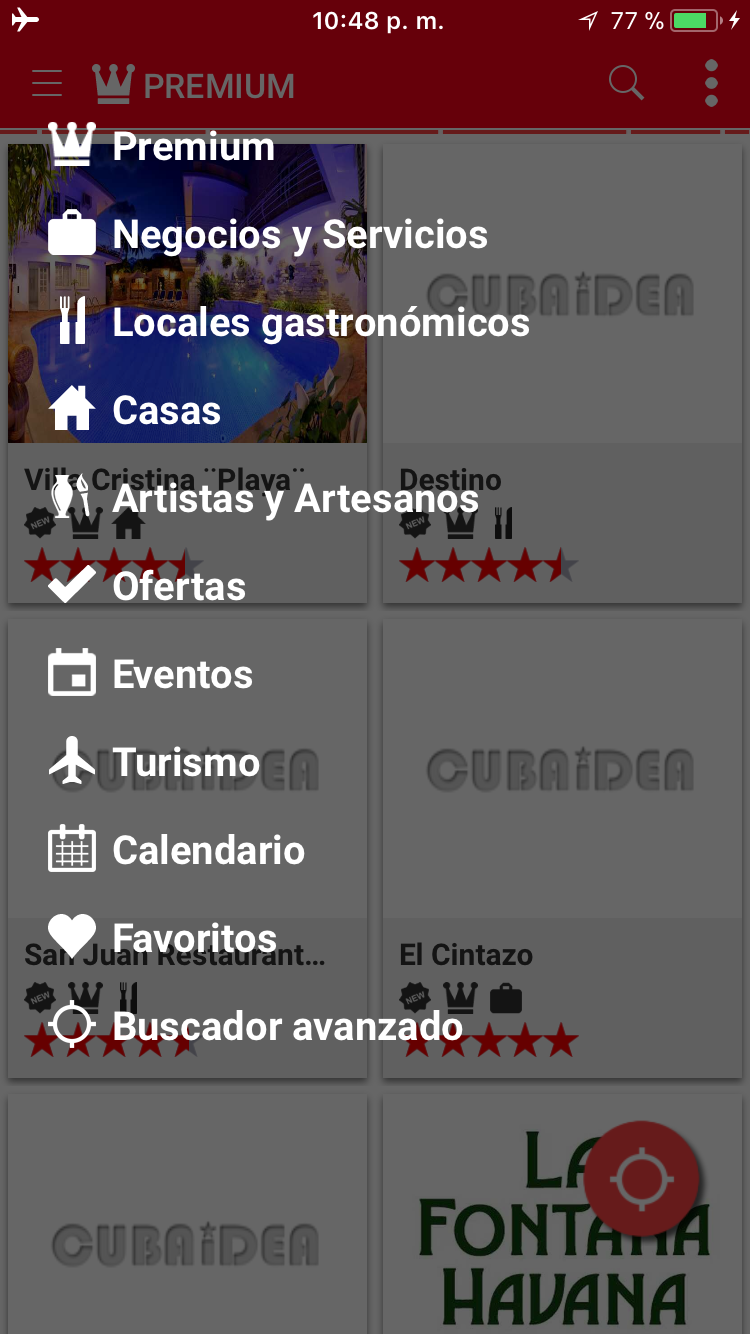 10:48 p. m.
77 %
PREMIUM
Premium
Negocios y Servicios
CUBAiDEA
Locales gastronómicos
Casas
Villa Cristina ¨Playa¨
Destino
Artistas y Artesanos
NEW
NEW
Ofertas
Eventos
CUBAiDEA
CUBAiDEA
Turismo
Calendario
Favoritos
San Juan Restaurant...
El Cintazo
NEW
NEW
Buscador avanzado
CUBAiDEA
LA
FONTANA
HAVANA